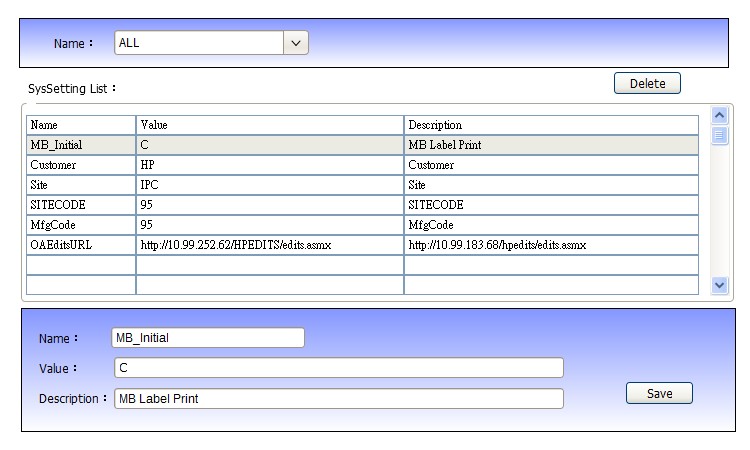 Name： ALL
SysSetting List： Delete
Name Value Description
MB_Initial C MB Label Print
Customer HP Customer
Site IPC Site
SITECODE 95 SITECODE
MfgCode 95 MfgCode
OAEditsURL http://10.99.252.62/HPEDITS/edits.asmx http://10.99.183.68/hpedits/edits.asmx
Name： MB_Initial
Value： C
Description： MB Label Print
Save